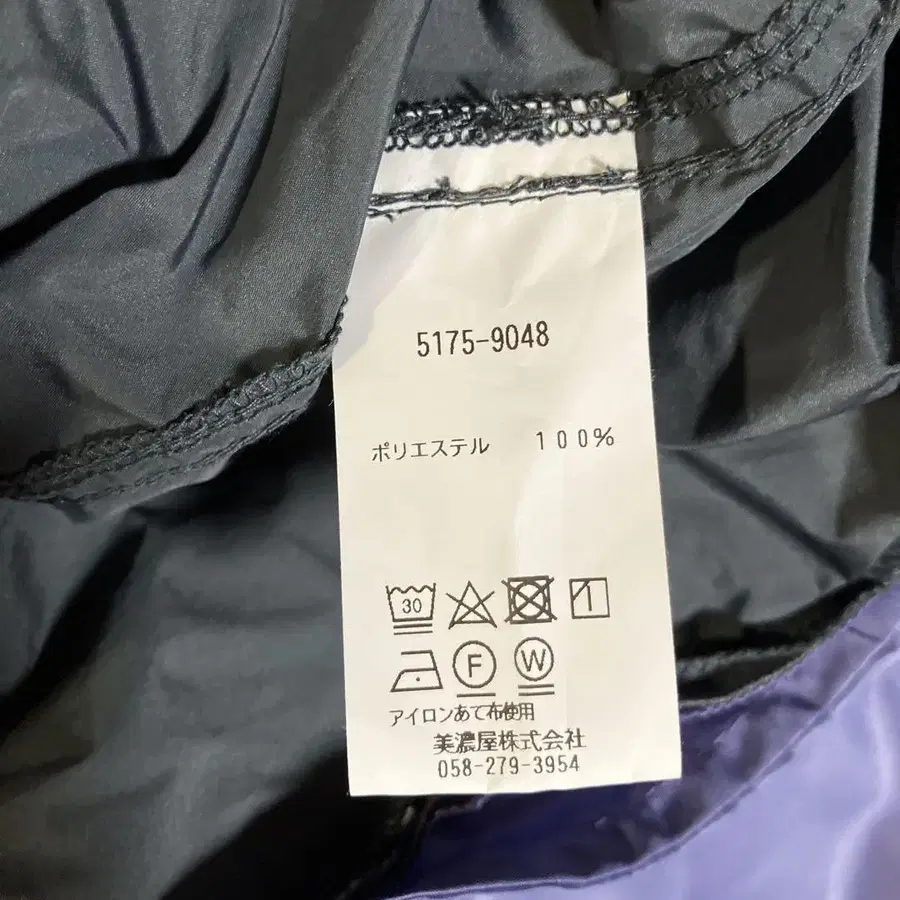 5175-9048
ポリエステル 100%
30
F W
アイロンあて布使用
美濃屋株式会社
058-279-3954